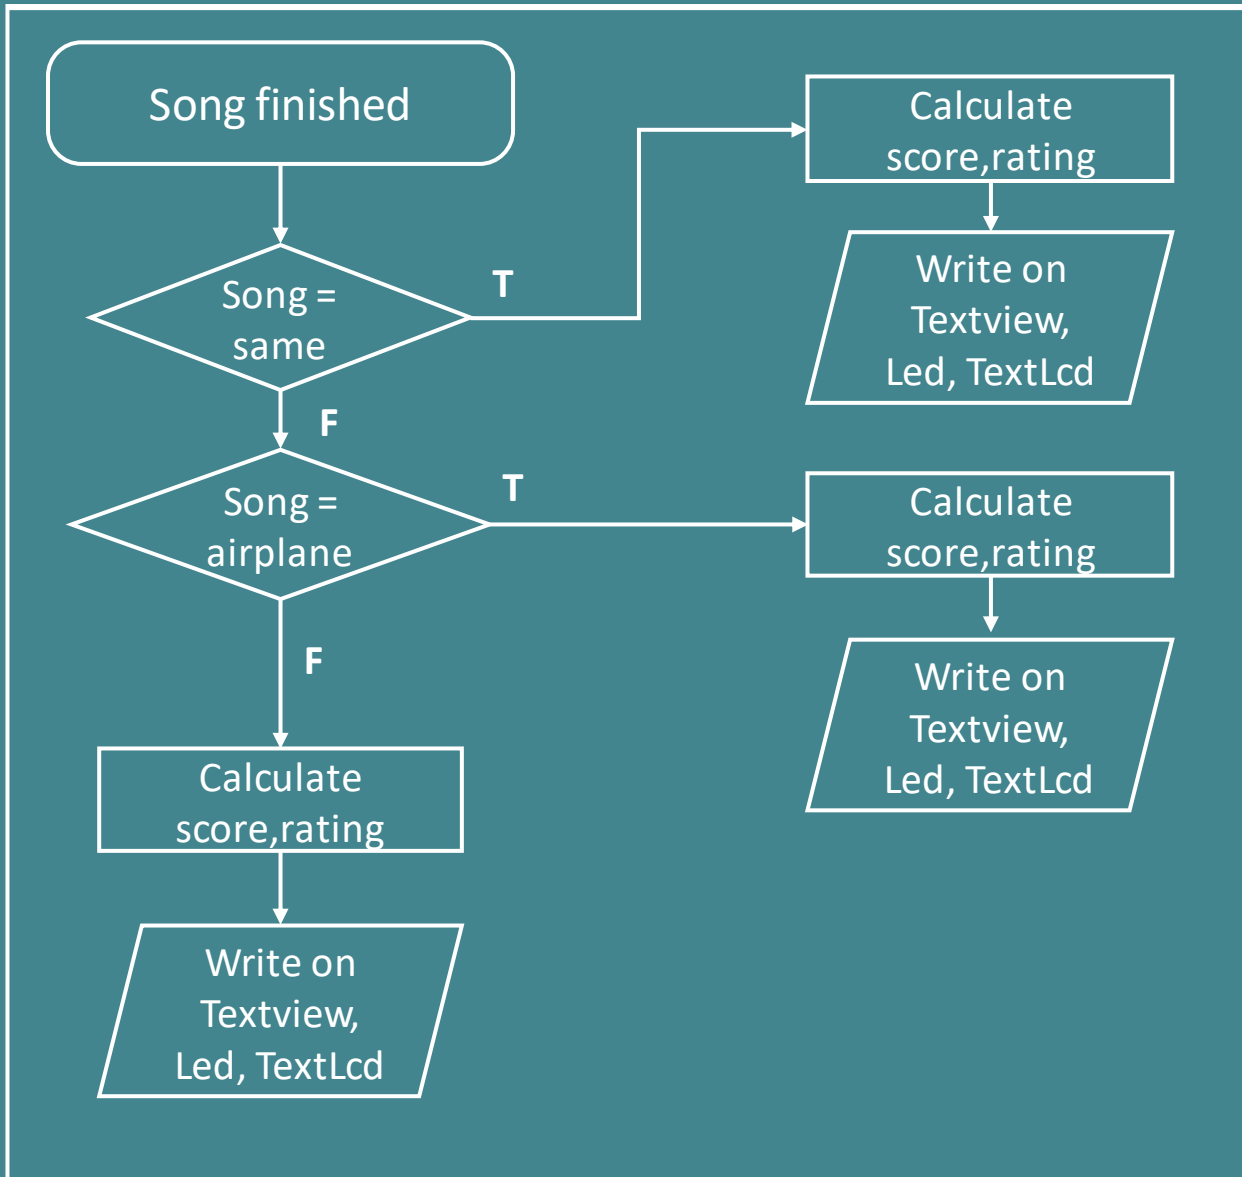 Song finished
Song =
same
T
Calculate
score,rating
Write on
Textview,
Led, TextLcd
F
Song =
airplane
T
Calculate
score,rating
Write on
Textview,
Led, TextLcd
F
Calculate
score,rating
Write on
Textview,
Led, TextLcd